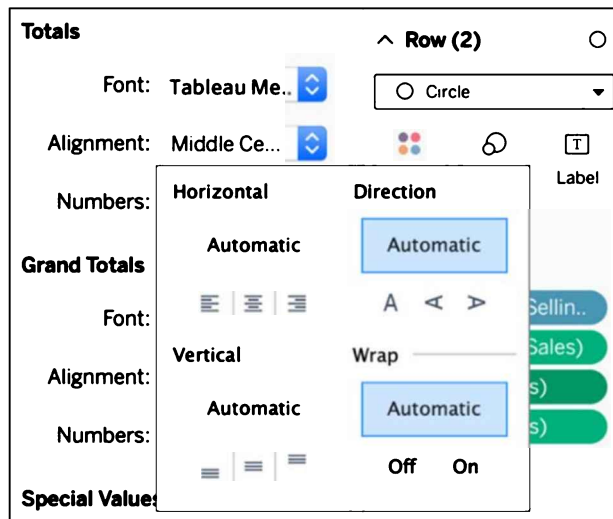 Totals
Row (2)
Font: Tableau Me..
Circle
Alignment: Middle Ce...
T
Label
Numbers:
Horizontal Direction
Automatic Automatic
Grand Totals
A A A
Font:
Sellin..
Vertical Wrap
Sales)
Alignment:
Automatic Automatic
s)
Numbers:
s)
Off On
Special Values